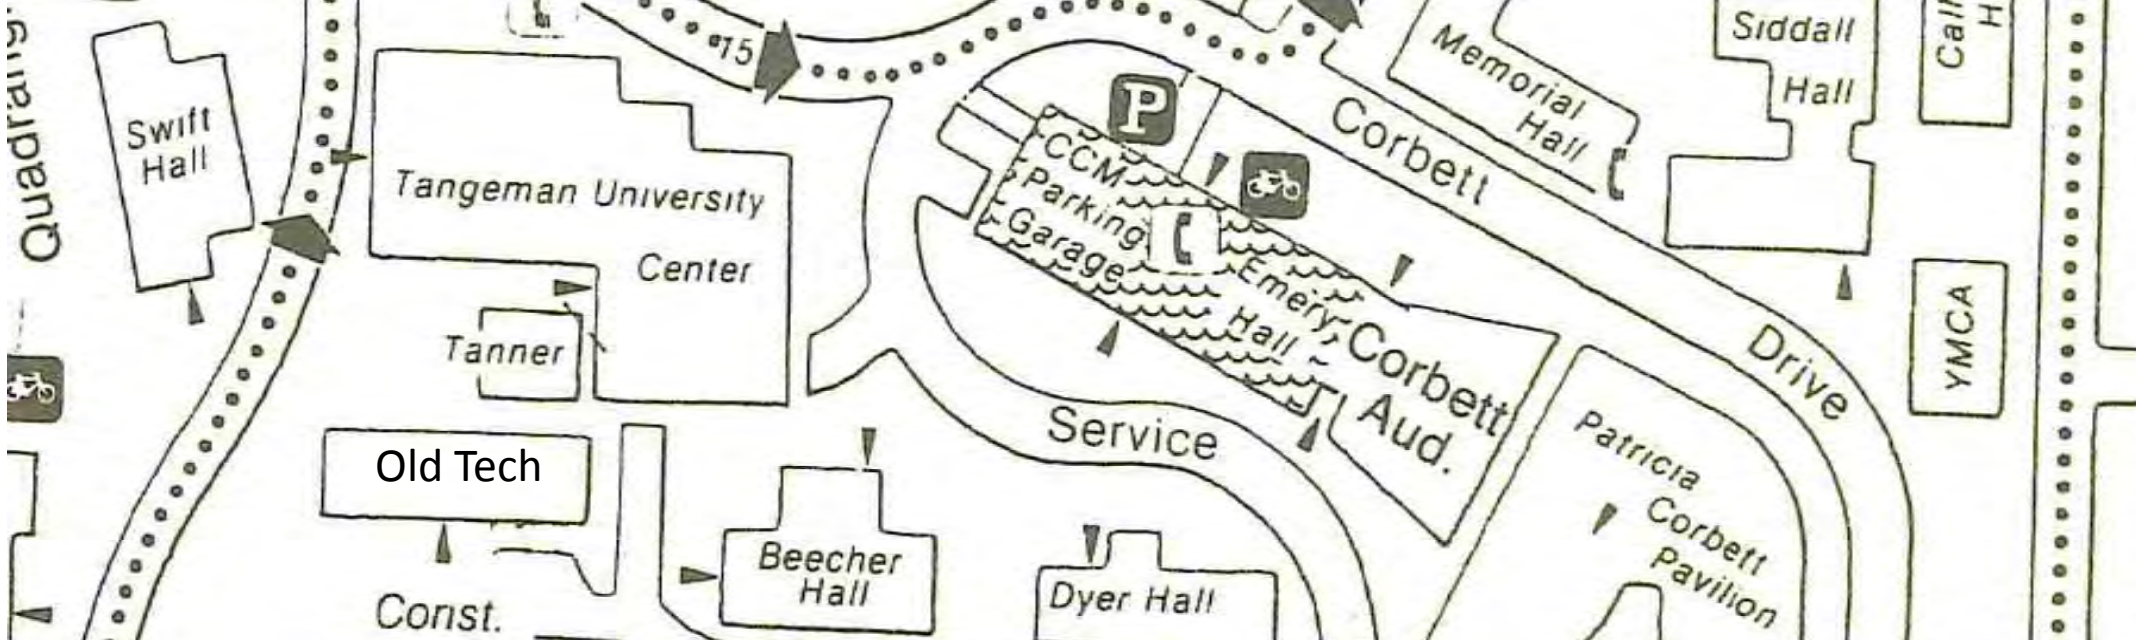 Quadrang
Swift
Hall
15
Tangeman University
Center
Tanner
Old Tech
Const.
Beecher
Hall
Dyer Hall
Service
P
CCM
Parking
Garage
Emery
Hall
Corbett
Aud.
Corbett
Drive
Memorial
Hall
Siddall
Hall
Call
H
YMCA
Patricia
Corbett
Pavilion